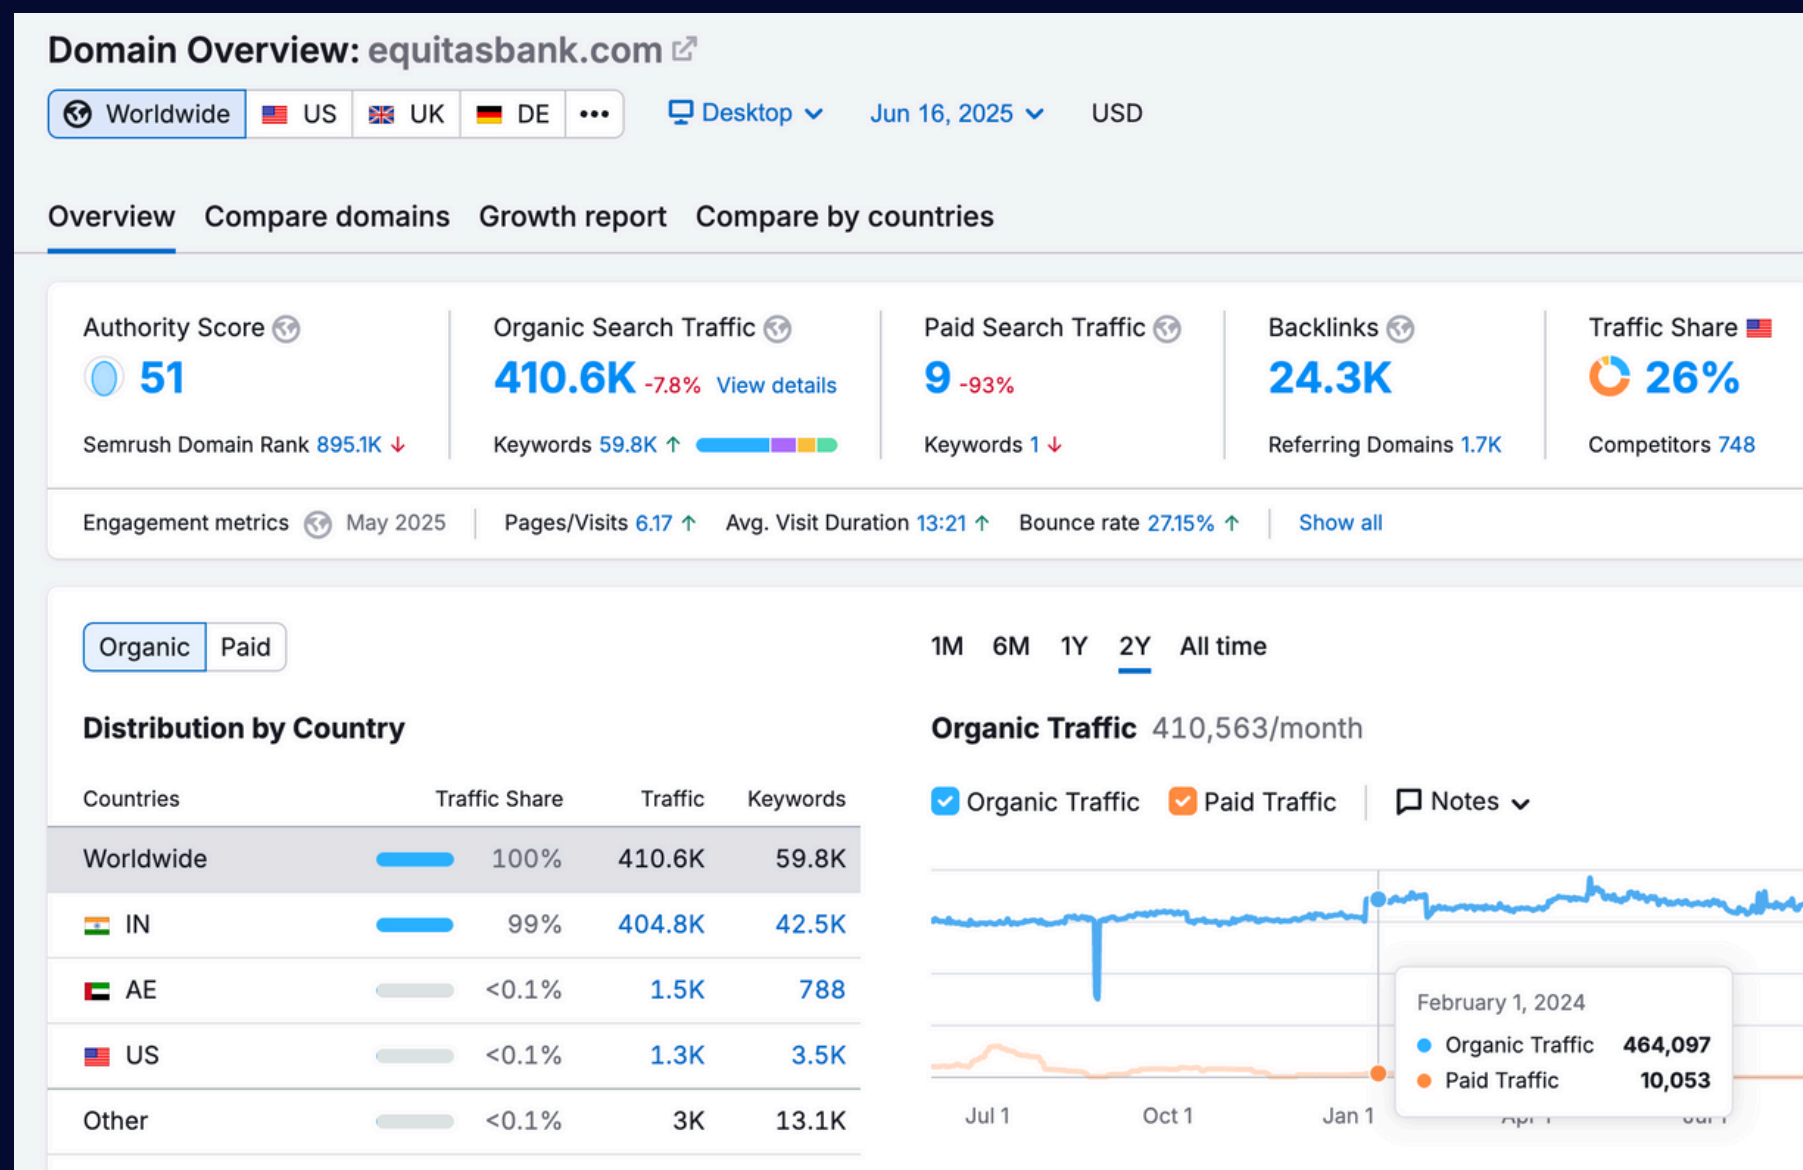 Domain Overview: equitasbank.com
Worldwide US UK DE ••• Desktop Jun 16, 2025 USD
Overview Compare domains Growth report Compare by countries
Authority Score Organic Search Traffic Paid Search Traffic Backlinks Traffic Share
51 410.6K -7.8% View details 9 -93% 24.3K 26%
Semrush Domain Rank 895.1K ↓ Keywords 59.8K ↑ Keywords 1 ↓ Referring Domains 1.7K Competitors 748
Engagement metrics May 2025 Pages/Visits 6.17 ↑ Avg. Visit Duration 13:21 ↑ Bounce rate 27.15% ↑ Show all
Organic Paid
Distribution by Country
Countries Traffic Share Traffic Keywords
Worldwide 100% 410.6K 59.8K
IN 99% 404.8K 42.5K
AE <0.1% 1.5K 788
US <0.1% 1.3K 3.5K
Other <0.1% 3K 13.1K
1M 6M 1Y 2Y All time
Organic Traffic 410,563/month
Organic Traffic Paid Traffic Notes
February 1, 2024
Organic Traffic 464,097
Paid Traffic 10,053
Jul 1 Oct 1 Jan 1 Apr 1 Jul 1